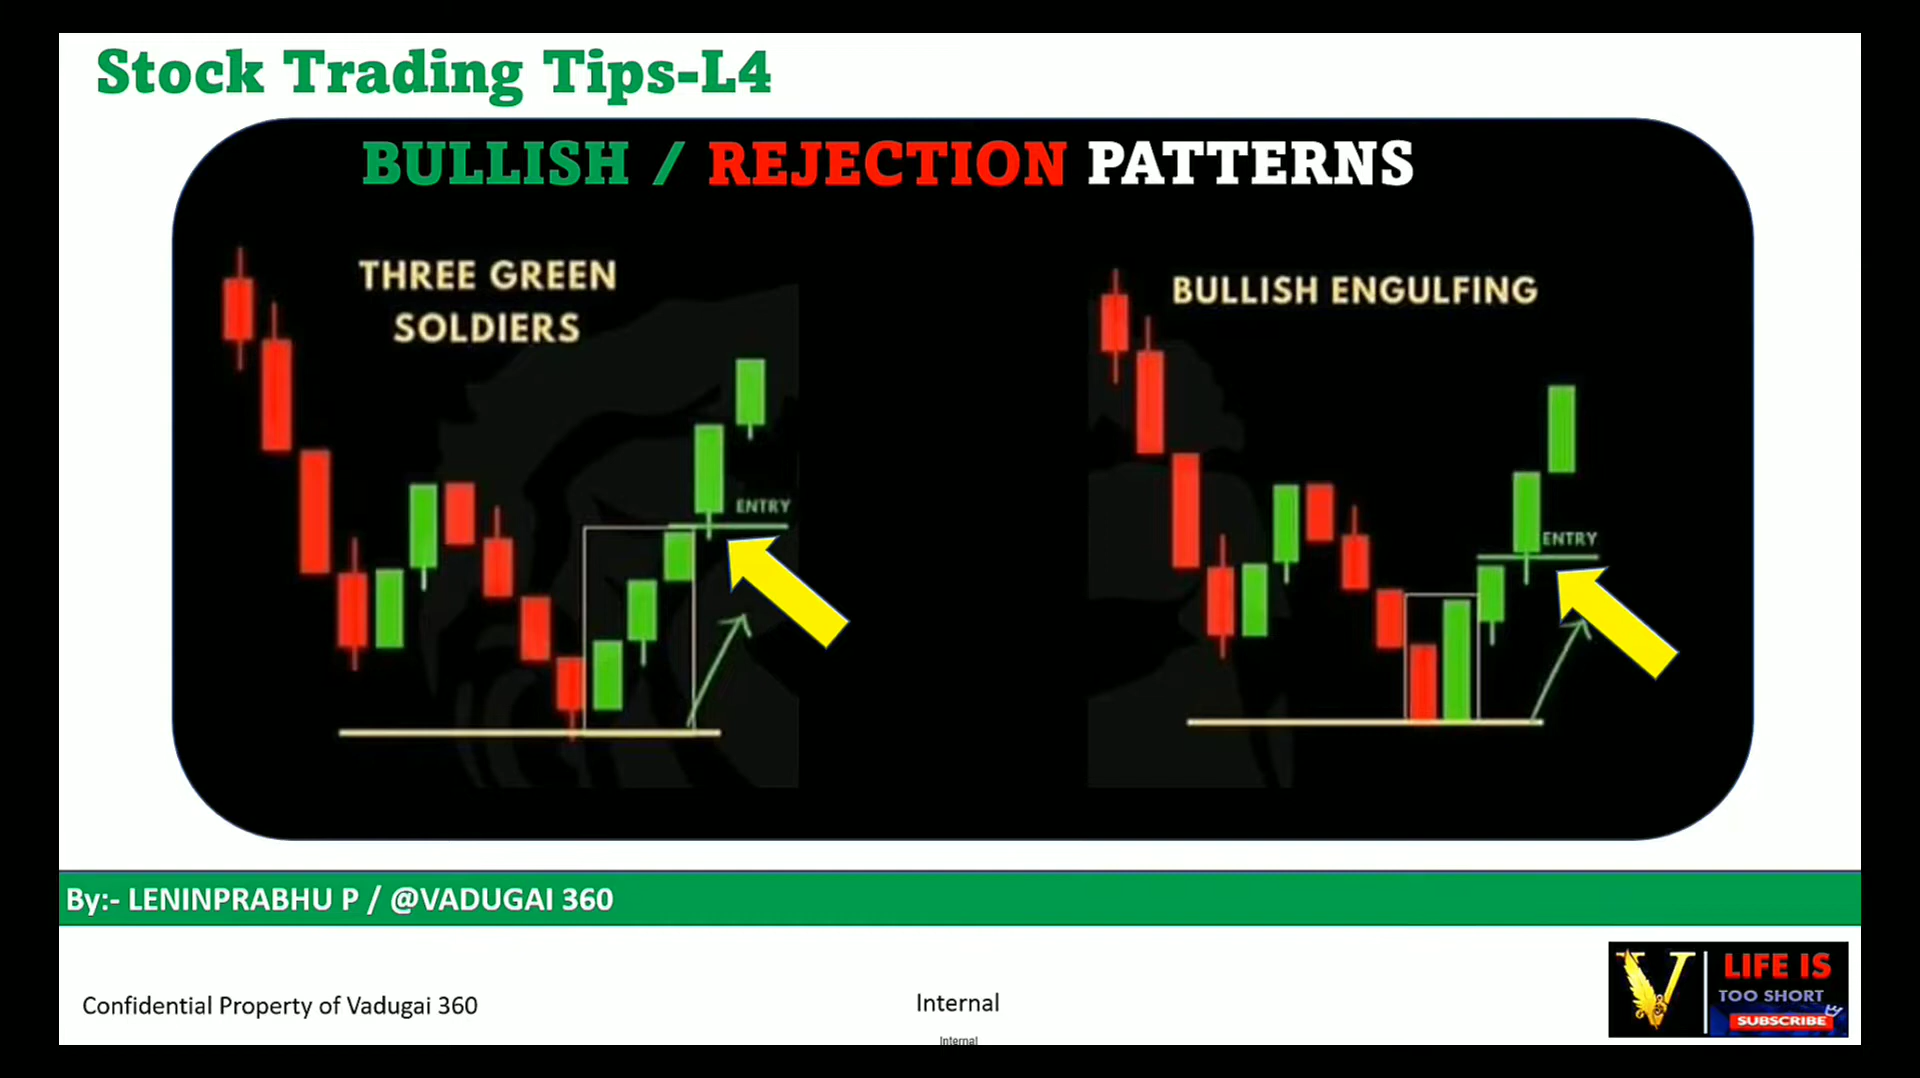 Stock Trading Tips-L4
BULLISH / REJECTION PATTERNS
THREE GREEN
SOLDIERS
ENTRY
BULLISH ENGULFING
ENTRY
By:- LENINPRABHU P / @VADUGAI 360
Confidential Property of Vadugai 360
Internal
Internal
V
LIFE IS
TOO SHORT
SUBSCRIBE